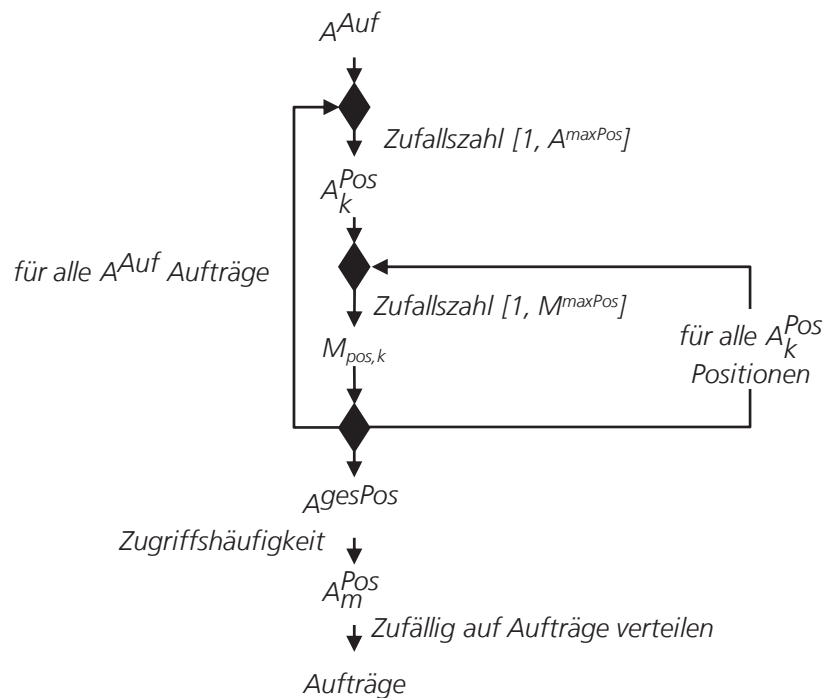 A^Auf
Zufallszahl [1, A^maxPos]
A_k^Pos
für alle A^Auf Aufträge
Zufallszahl [1, M^maxPos]
für alle A_k^Pos
Positionen
M_pos,k
A^gesPos
Zugriffshäufigkeit
A_m^Pos
Zufällig auf Aufträge verteilen
Aufträge